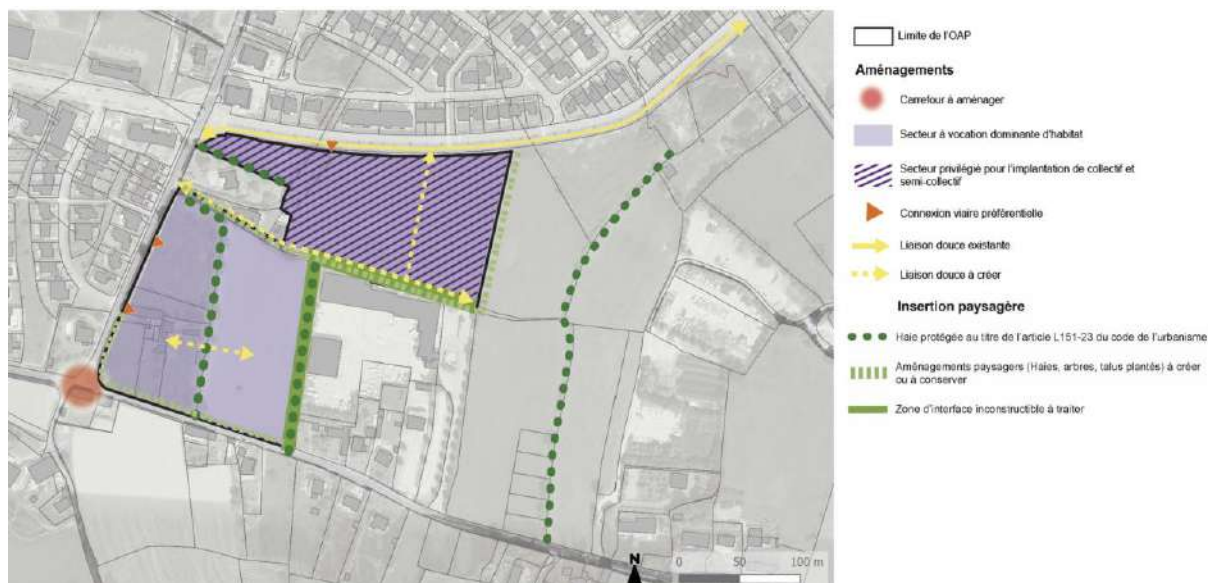 Limite de l'OAP
Aménagements
Carrefour à aménager
Secteur à vocation dominante d'habitat
Secteur privilégié pour l'implantation de collectif et
semi-collectif
Connexion viaire préférentielle
Liaison douce existante
Liaison douce à créer
Insertion paysagère
Haie protégée au titre de l'article L151-23 du code de l'urbanisme
Aménagements paysagers (Haies, arbres, talus plantés) à créer
ou à conserver
Zone d'interface inconstructible à traiter
N
0 50 100 m